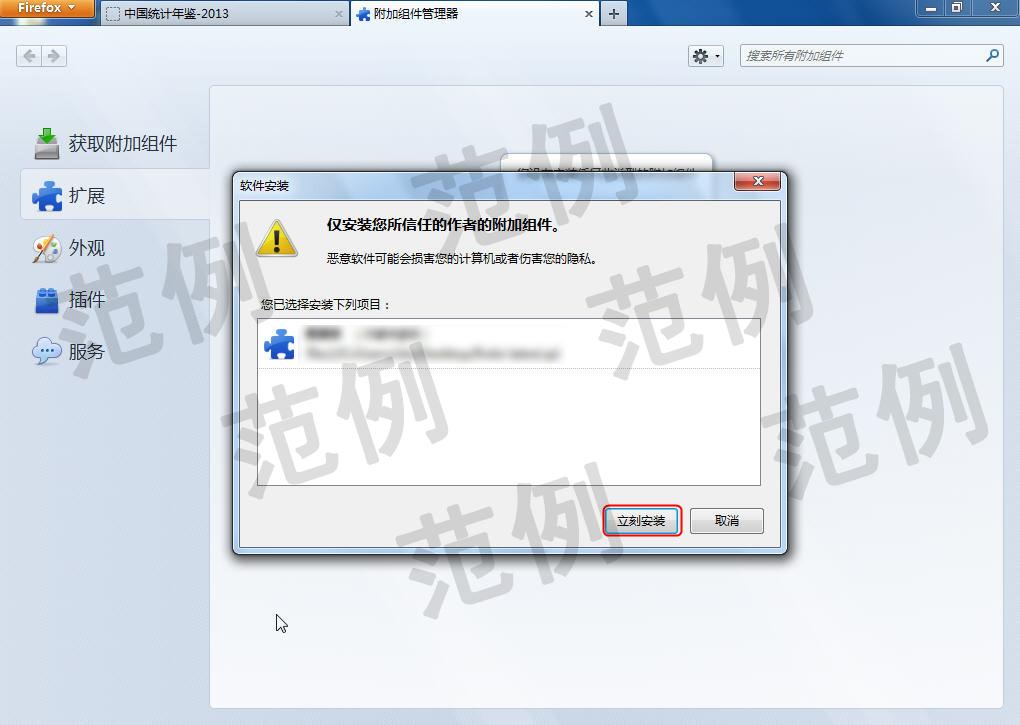 Firefox
中国统计年鉴-2013
附加组件管理器
搜索所有附加组件
获取附加组件
扩展
外观
插件
服务
软件安装
仅安装您所信任的作者的附加组件。
恶意软件可能会损害您的计算机或者伤害您的隐私。
您已选择安装下列项目：
立刻安装
取消
范例
范例
范例
范例
范例
范例